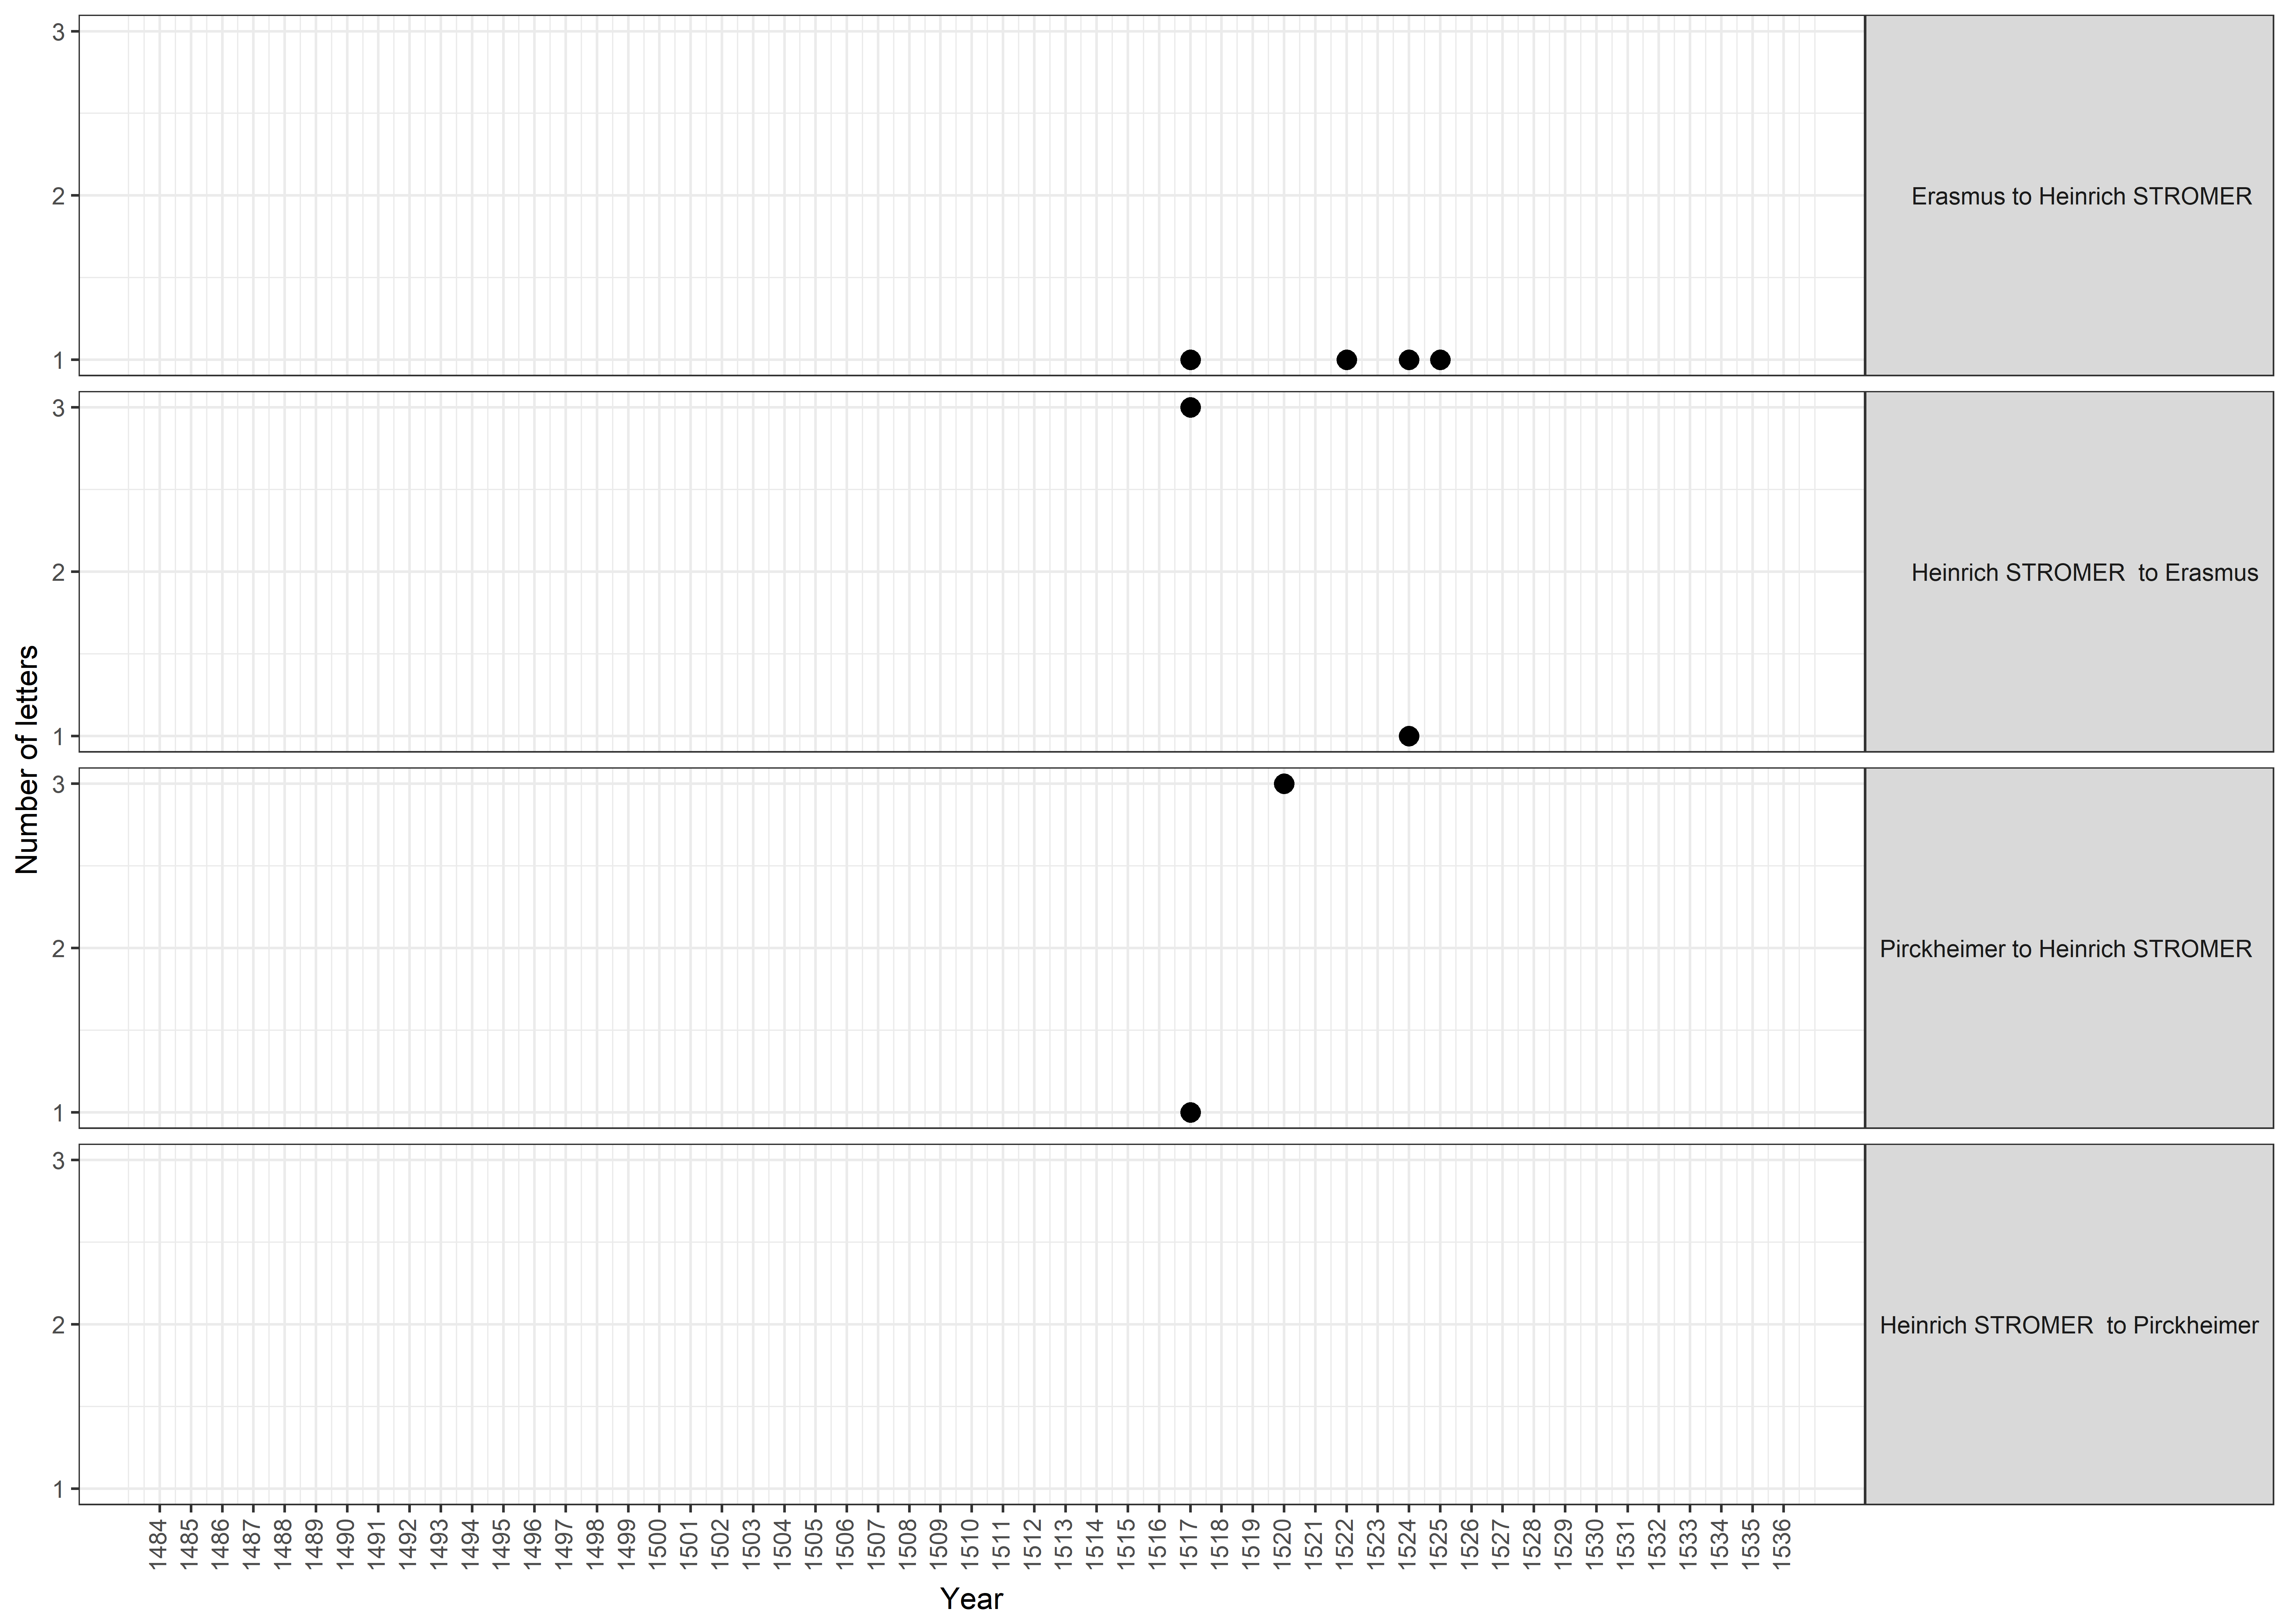 3
2
1
Erasmus to Heinrich STROMER
3
2
1
Heinrich STROMER  to Erasmus
Number of letters
3
2
1
Pirckheimer to Heinrich STROMER
3
2
1
Heinrich STROMER  to Pirckheimer
1484 1485 1486 1487 1488 1489 1490 1491 1492 1493 1494 1495 1496 1497 1498 1499 1500 1501 1502 1503 1504 1505 1506 1507 1508 1509 1510 1511 1512 1513 1514 1515 1516 1517 1518 1519 1520 1521 1522 1523 1524 1525 1526 1527 1528 1529 1530 1531 1532 1533 1534 1535 1536
Year